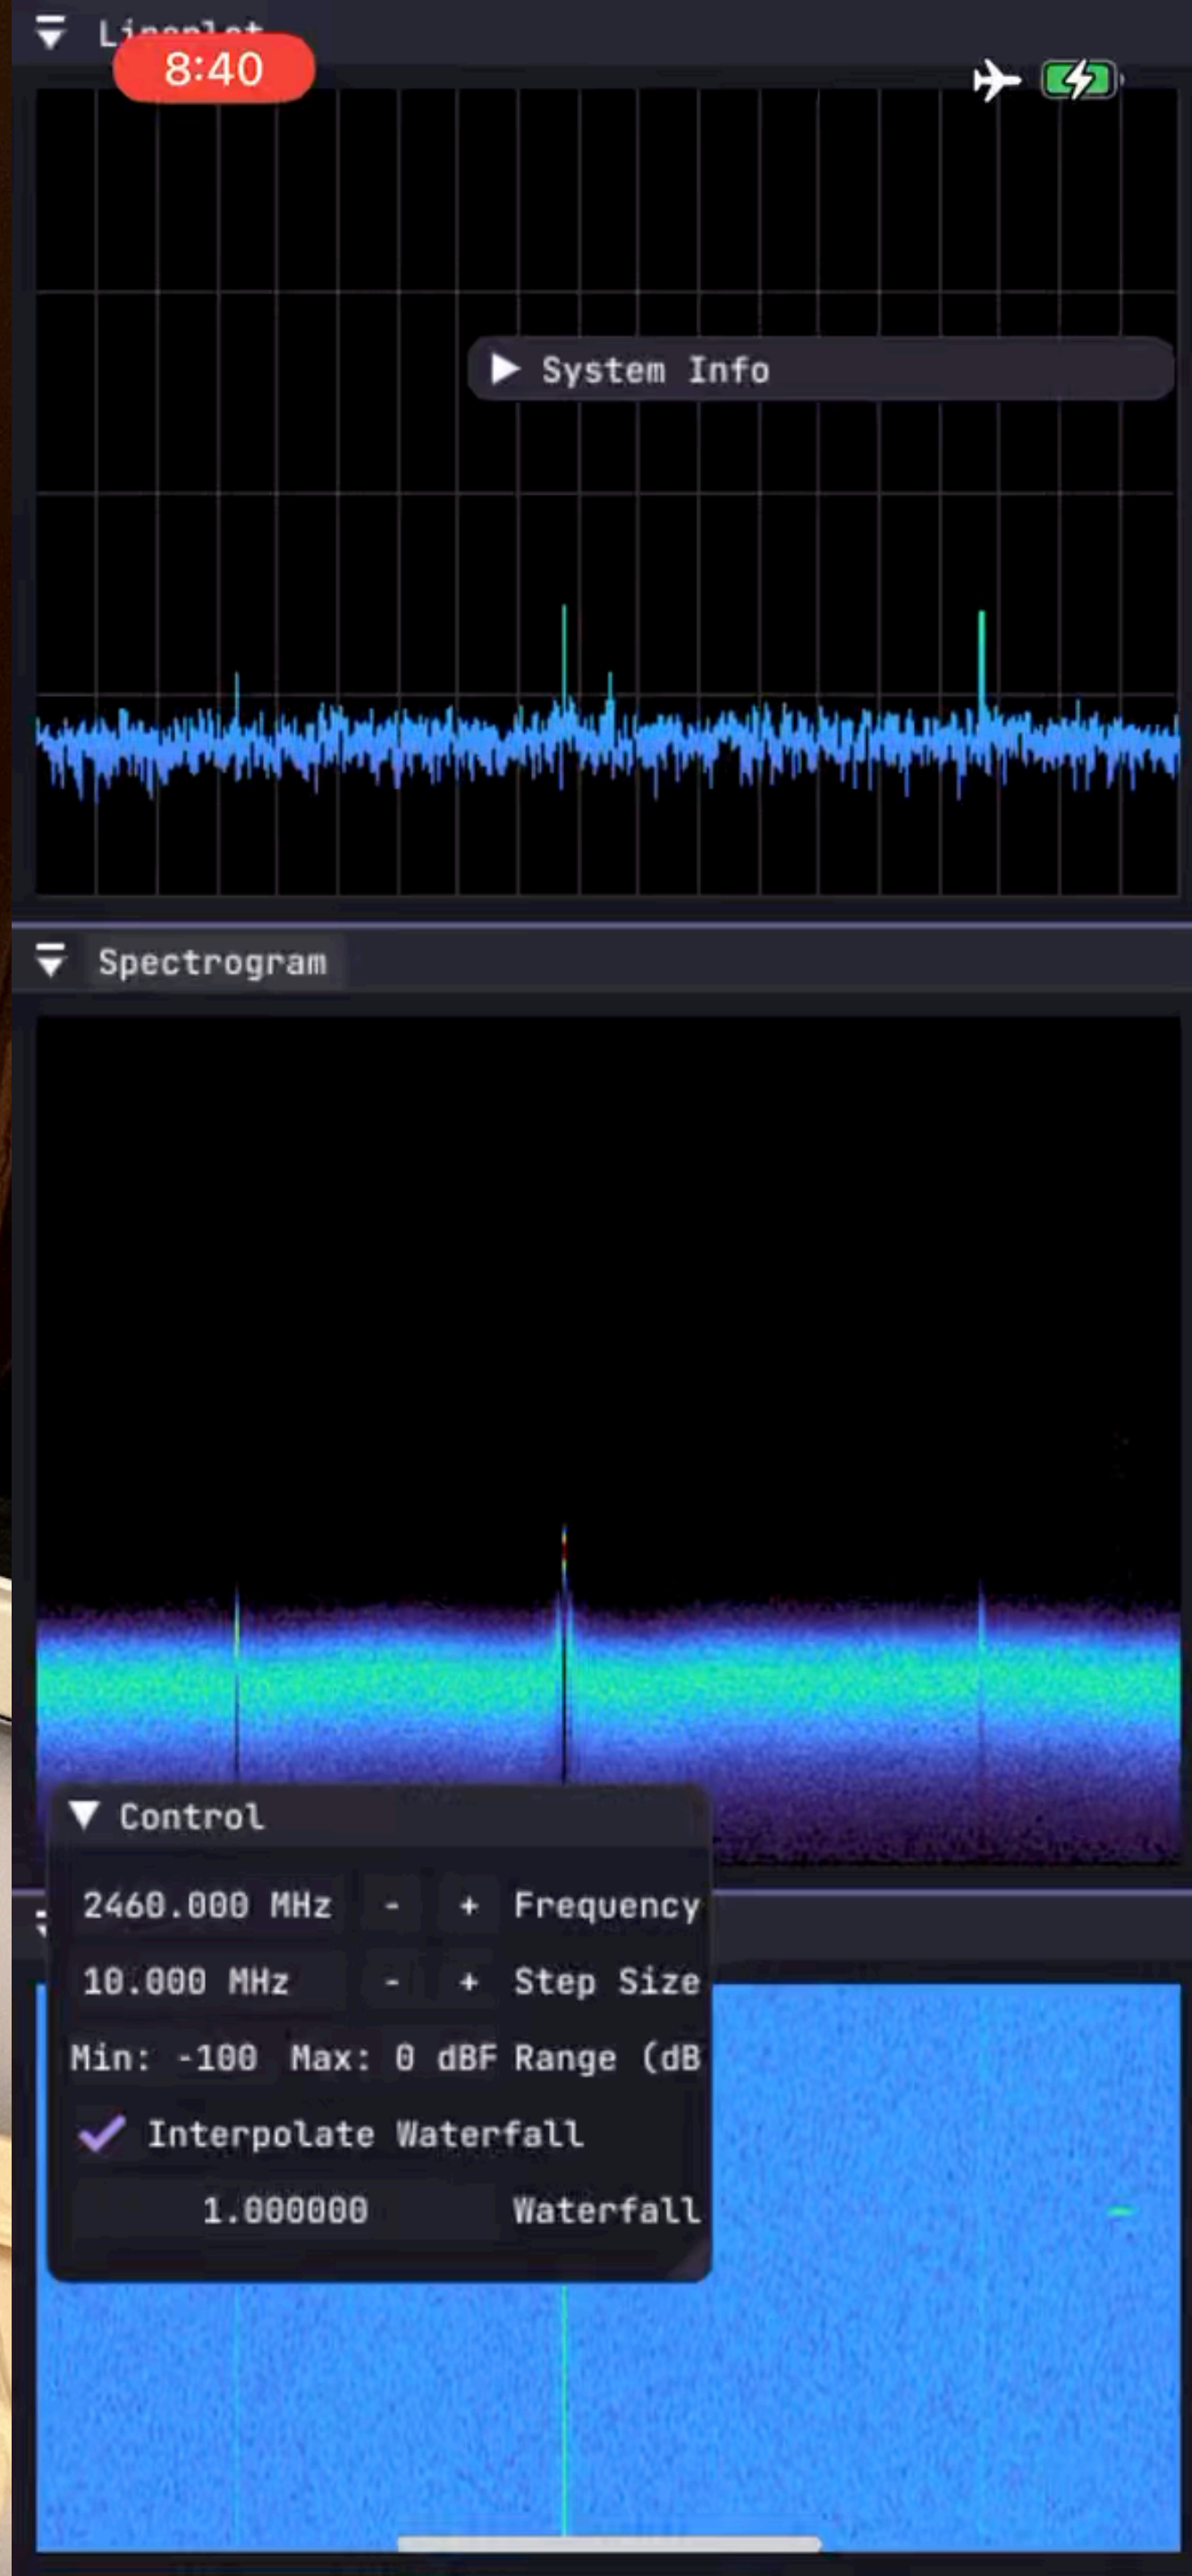 8:40
System Info
Spectrogram
Control
2460.000 MHz - + Frequency
10.000 MHz - + Step Size
Min: -100 Max: 0 dBF Range (dB
Interpolate Waterfall
1.000000 Waterfall